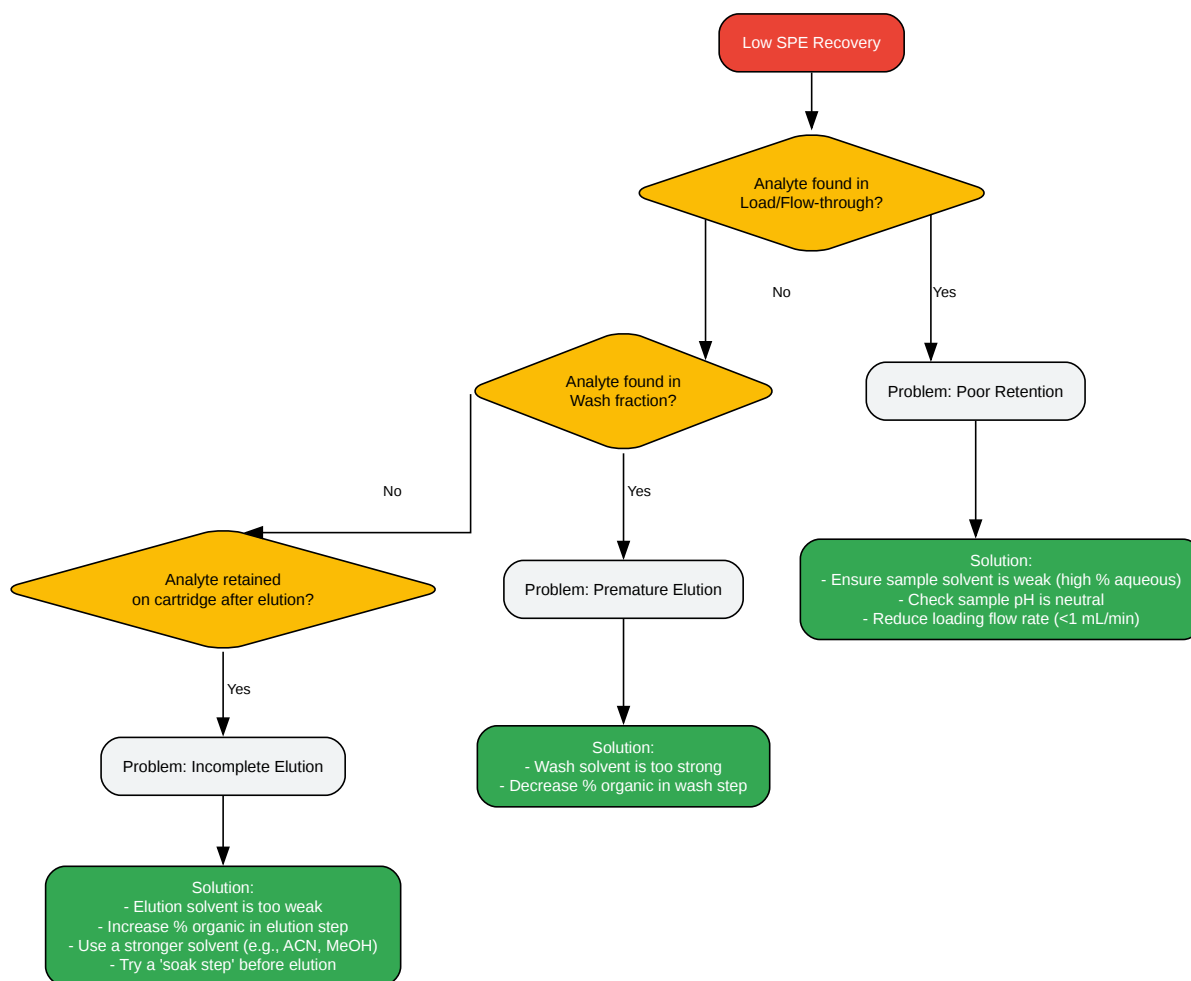 Low SPE Recovery
Analyte found in
Load/Flow-through?
No
Yes
Analyte found in
Wash fraction?
Problem: Poor Retention
No
Yes
Solution:
- Ensure sample solvent is weak (high % aqueous)
- Check sample pH is neutral
- Reduce loading flow rate (<1 mL/min)
Analyte retained
on cartridge after elution?
Problem: Premature Elution
Yes
Solution:
- Wash solvent is too strong
- Decrease % organic in wash step
Problem: Incomplete Elution
Solution:
- Elution solvent is too weak
- Increase % organic in elution step
- Use a stronger solvent (e.g., ACN, MeOH)
- Try a 'soak step' before elution